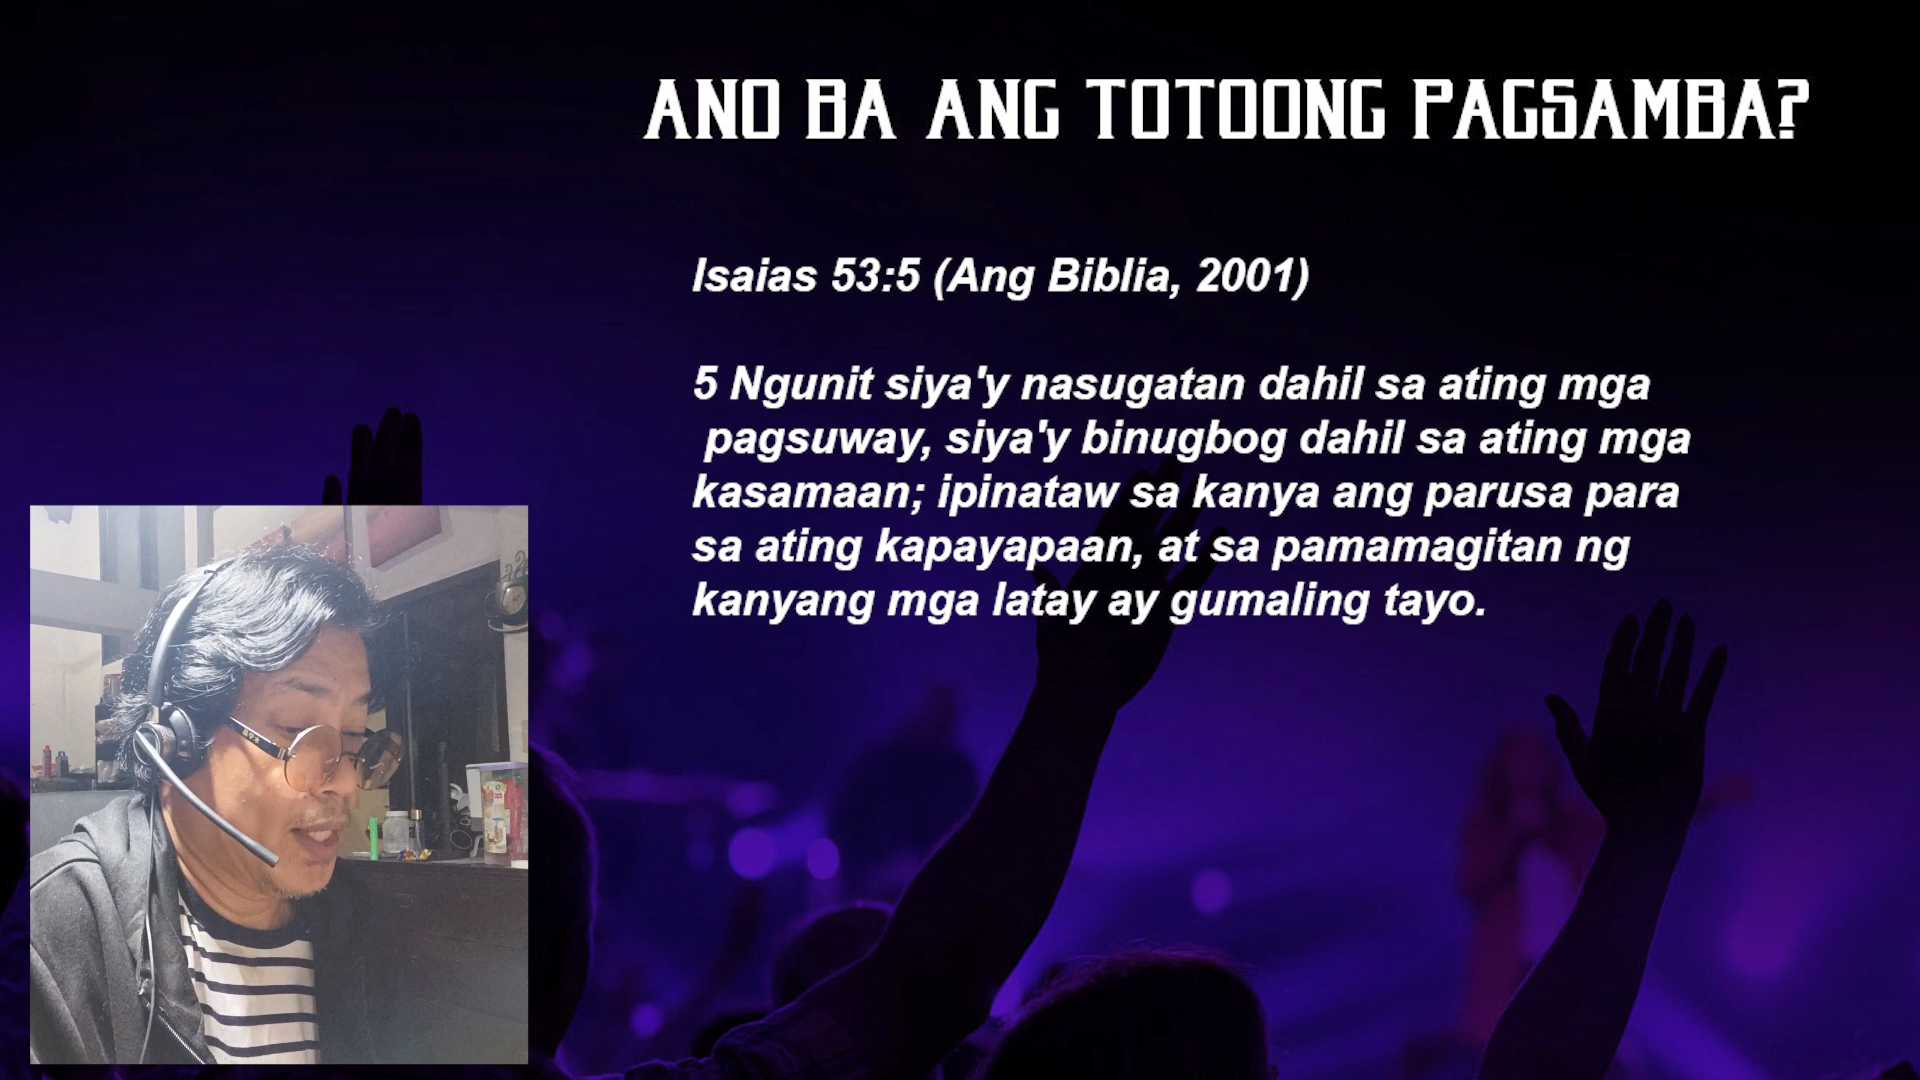 ANO BA ANG TOTOONG PAGSAMBA?
Isaias 53:5 (Ang Biblia, 2001)
5 Ngunit siya'y nasugatan dahil sa ating mga
pagsuway, siya'y binugbog dahil sa ating mga
kasamaan; ipinataw sa kanya ang parusa para
sa ating kapayapaan, at sa pamamagitan ng
kanyang mga latay ay gumaling tayo.